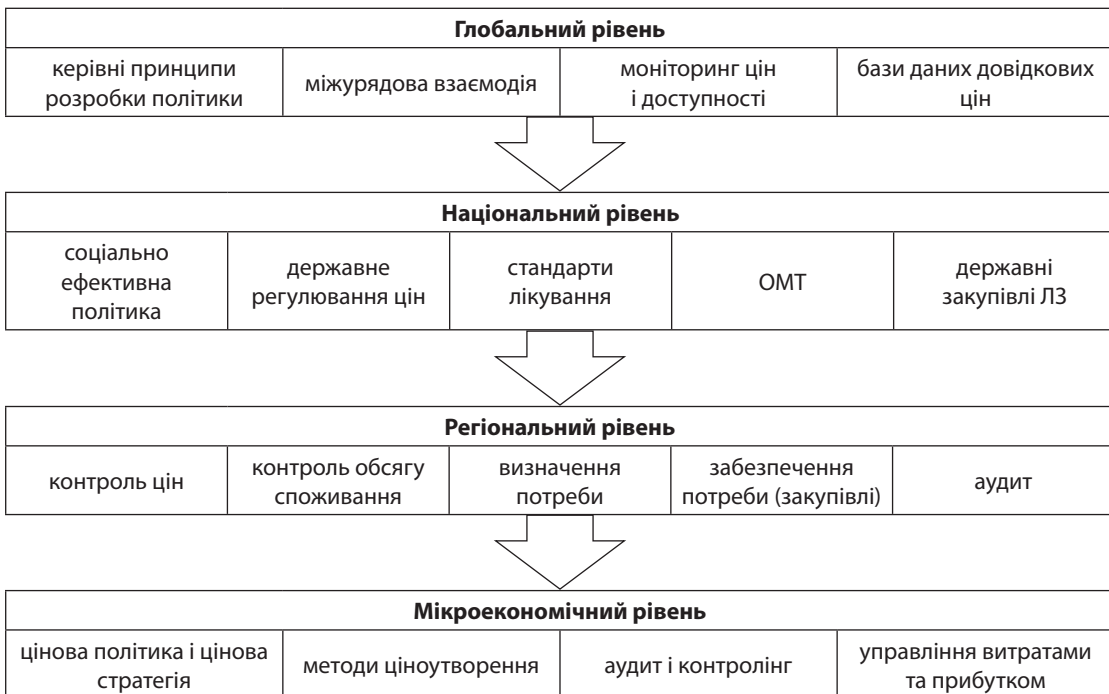 Глобальний рівень
керівні принципи
розробки політики
міжурядова взаємодія
моніторинг цін
і доступності
бази даних довідкових
цін
Національний рівень
соціально
ефективна
політика
державне
регулювання цін
стандарти
лікування
ОМТ
державні
закупівлі ЛЗ
Регіональний рівень
контроль цін
контроль обсягу
споживання
визначення
потреби
забезпечення
потреби (закупівлі)
аудит
Мікроекономічний рівень
цінова політика і цінова
стратегія
методи ціноутворення
аудит і контролінг
управління витратами
та прибутком